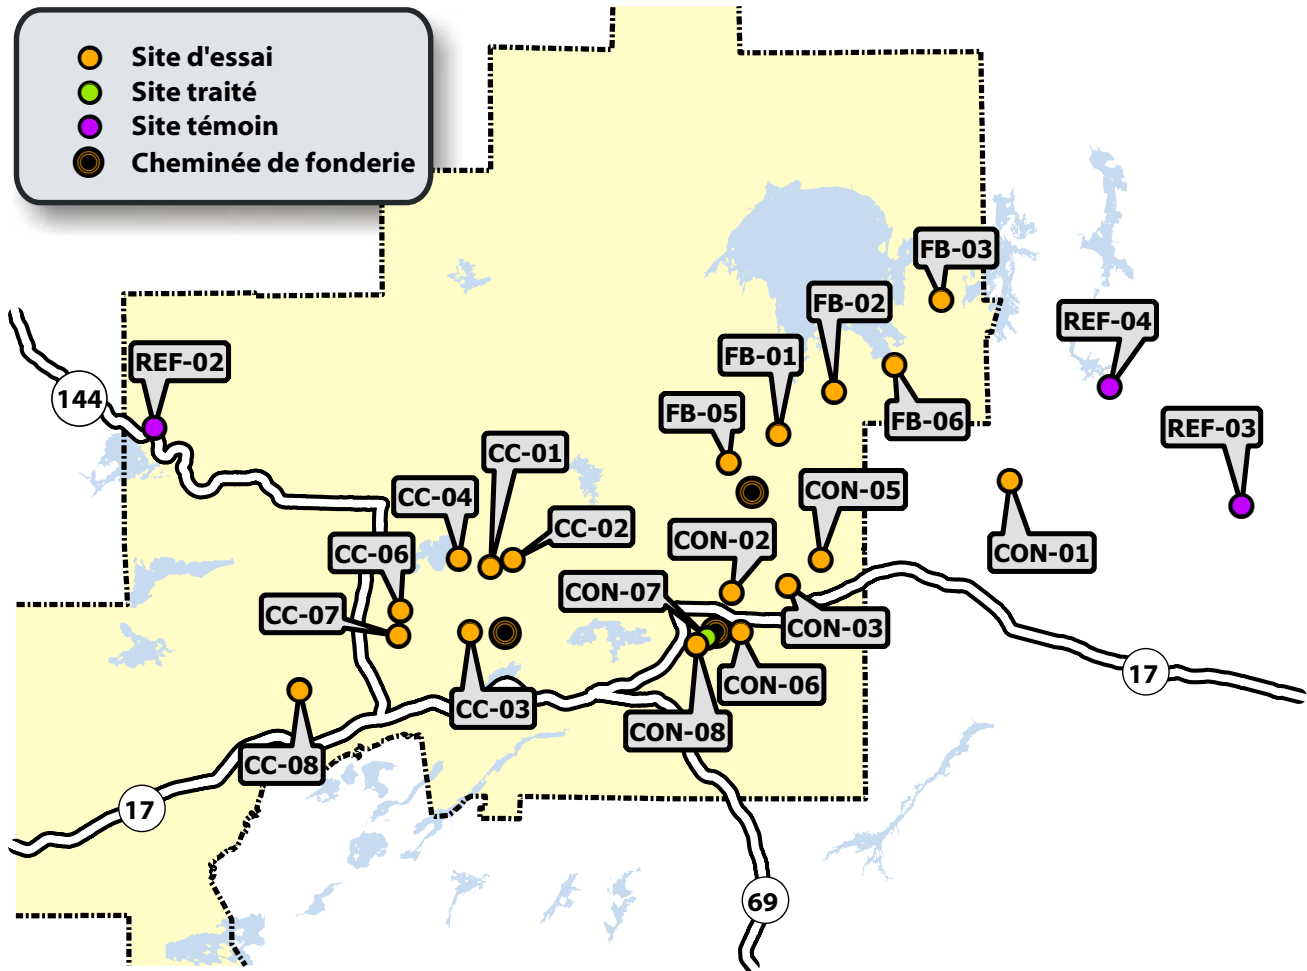 Site d'essai
Site traité
Site témoin
Cheminée de fonderie
FB-03
FB-02
REF-04
REF-02
FB-01
144
FB-05
FB-06
REF-03
CC-01
CC-04
CON-05
CC-02
CON-02
CC-06
CON-01
CON-07
CC-07
CON-03
17
CON-06
CC-03
CON-08
CC-08
17
69